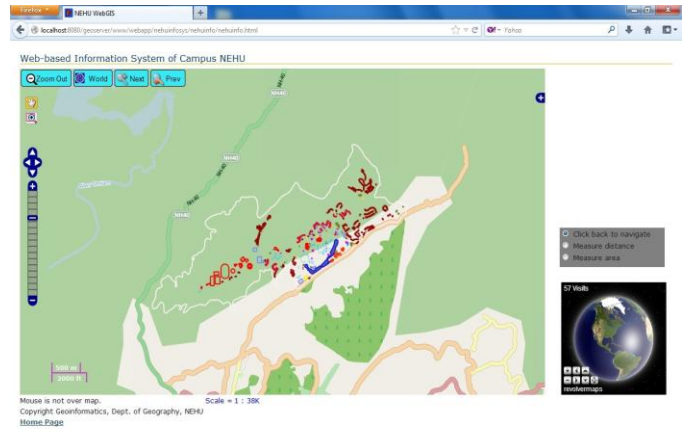 Firefox
NEHU WebGIS
localhost:8080/geoserver/www/webapp/nehuinfosys/nehuinfo/nehuinfo.html
Yahoo
Web-based Information System of Campus NEHU
Zoom Out World Next Prev
NH40
NH40
NH40
NH40
NH40
Click back to navigate
Measure distance
Measure area
57 Visits
revolvermaps
500 m
2000 ft
Mouse is not over map. Scale = 1 : 38K
Copyright Geoinformatics, Dept. of Geography, NEHU
Home Page